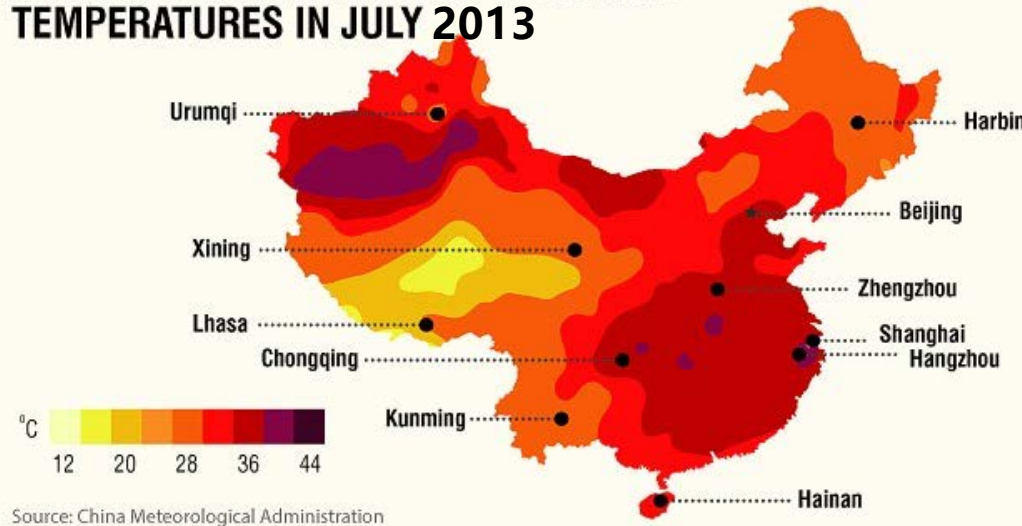 TEMPERATURES IN JULY 2013
Urumqi
Harbin
Beijing
Xining
Zhengzhou
Lhasa
Shanghai
Chongqing
Hangzhou
Kunming
°C
12 20 28 36 44
Hainan
Source: China Meteorological Administration